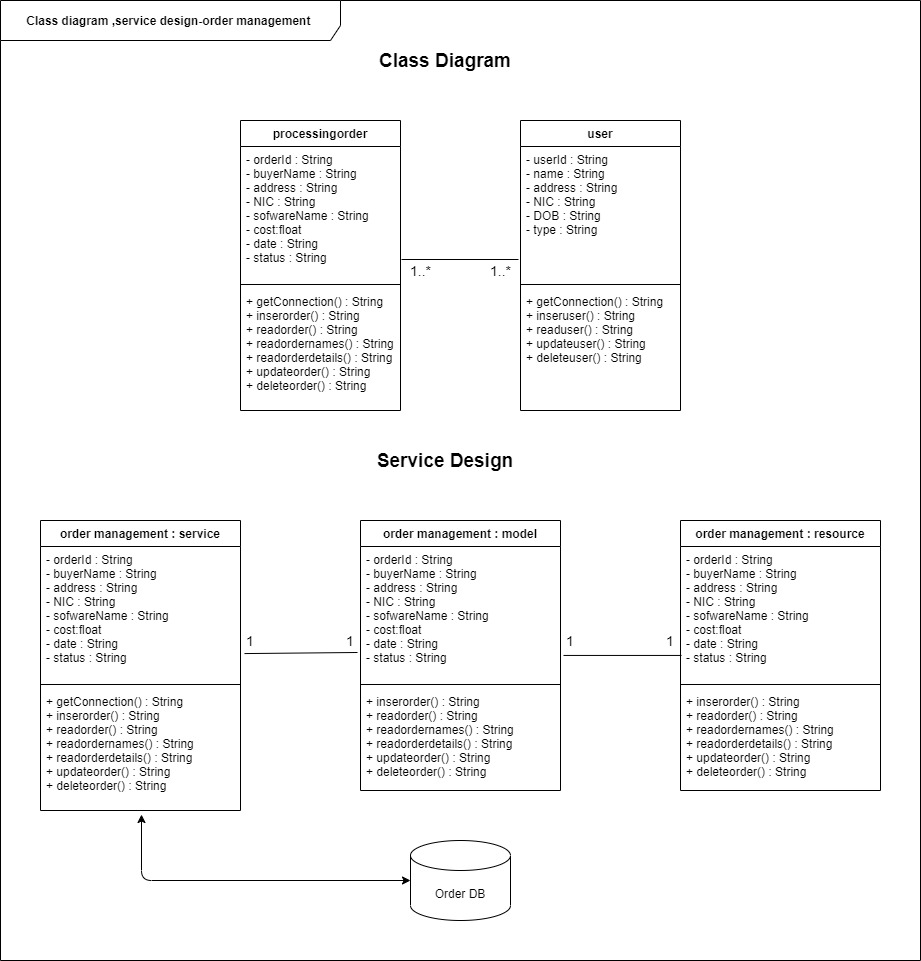 Class diagram ,service design-order management
Class Diagram
processingorder
- orderId : String
- buyerName : String
- address : String
- NIC : String
- sofwareName : String
- cost:float
- date : String
- status : String
+ getConnection() : String
+ inserorder() : String
+ readorder() : String
+ readordernames() : String
+ readorderdetails() : String
+ updateorder() : String
+ deleteorder() : String
1..*
1..*
user
- userId : String
- name : String
- address : String
- NIC : String
- DOB : String
- type : String
+ getConnection() : String
+ inseruser() : String
+ readuser() : String
+ updateuser() : String
+ deleteuser() : String
Service Design
order management : service
- orderId : String
- buyerName : String
- address : String
- NIC : String
- sofwareName : String
- cost:float
- date : String
- status : String
+ getConnection() : String
+ inserorder() : String
+ readorder() : String
+ readordernames() : String
+ readorderdetails() : String
+ updateorder() : String
+ deleteorder() : String
1
1
order management : model
- orderId : String
- buyerName : String
- address : String
- NIC : String
- sofwareName : String
- cost:float
- date : String
- status : String
+ inserorder() : String
+ readorder() : String
+ readordernames() : String
+ readorderdetails() : String
+ updateorder() : String
+ deleteorder() : String
1
1
order management : resource
- orderId : String
- buyerName : String
- address : String
- NIC : String
- sofwareName : String
- cost:float
- date : String
- status : String
+ inserorder() : String
+ readorder() : String
+ readordernames() : String
+ readorderdetails() : String
+ updateorder() : String
+ deleteorder() : String
Order DB